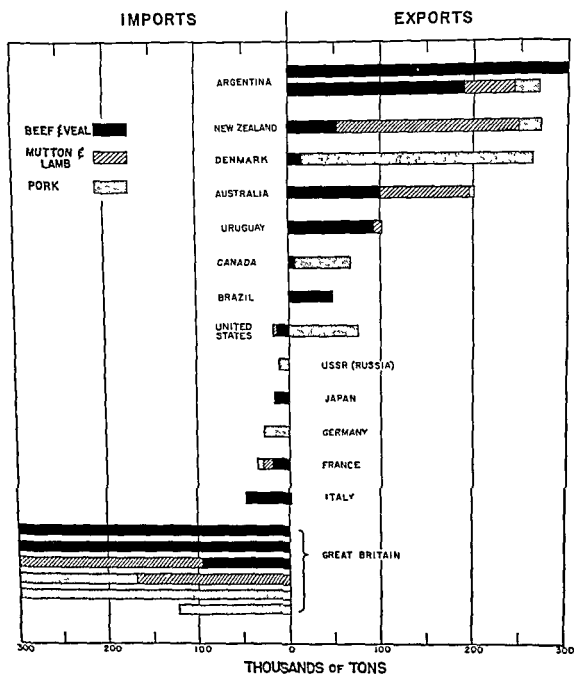 IMPORTS EXPORTS
ARGENTINA
BEEF & VEAL
NEW ZEALAND
MUTTON &
LAMB
DENMARK
PORK
AUSTRALIA
URUGUAY
CANADA
BRAZIL
UNITED
STATES
USSR (RUSSIA)
JAPAN
GERMANY
FRANCE
ITALY
GREAT BRITAIN
300 200 100 0 100 200 300
THOUSANDS OF TONS